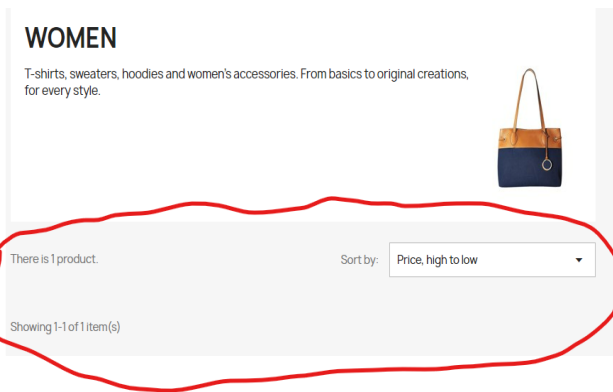 WOMEN
T-shirts, sweaters, hoodies and women's accessories. From basics to original creations,
for every style.
There is 1 product.
Sort by:
Price, high to low
Showing 1-1 of 1 item(s)